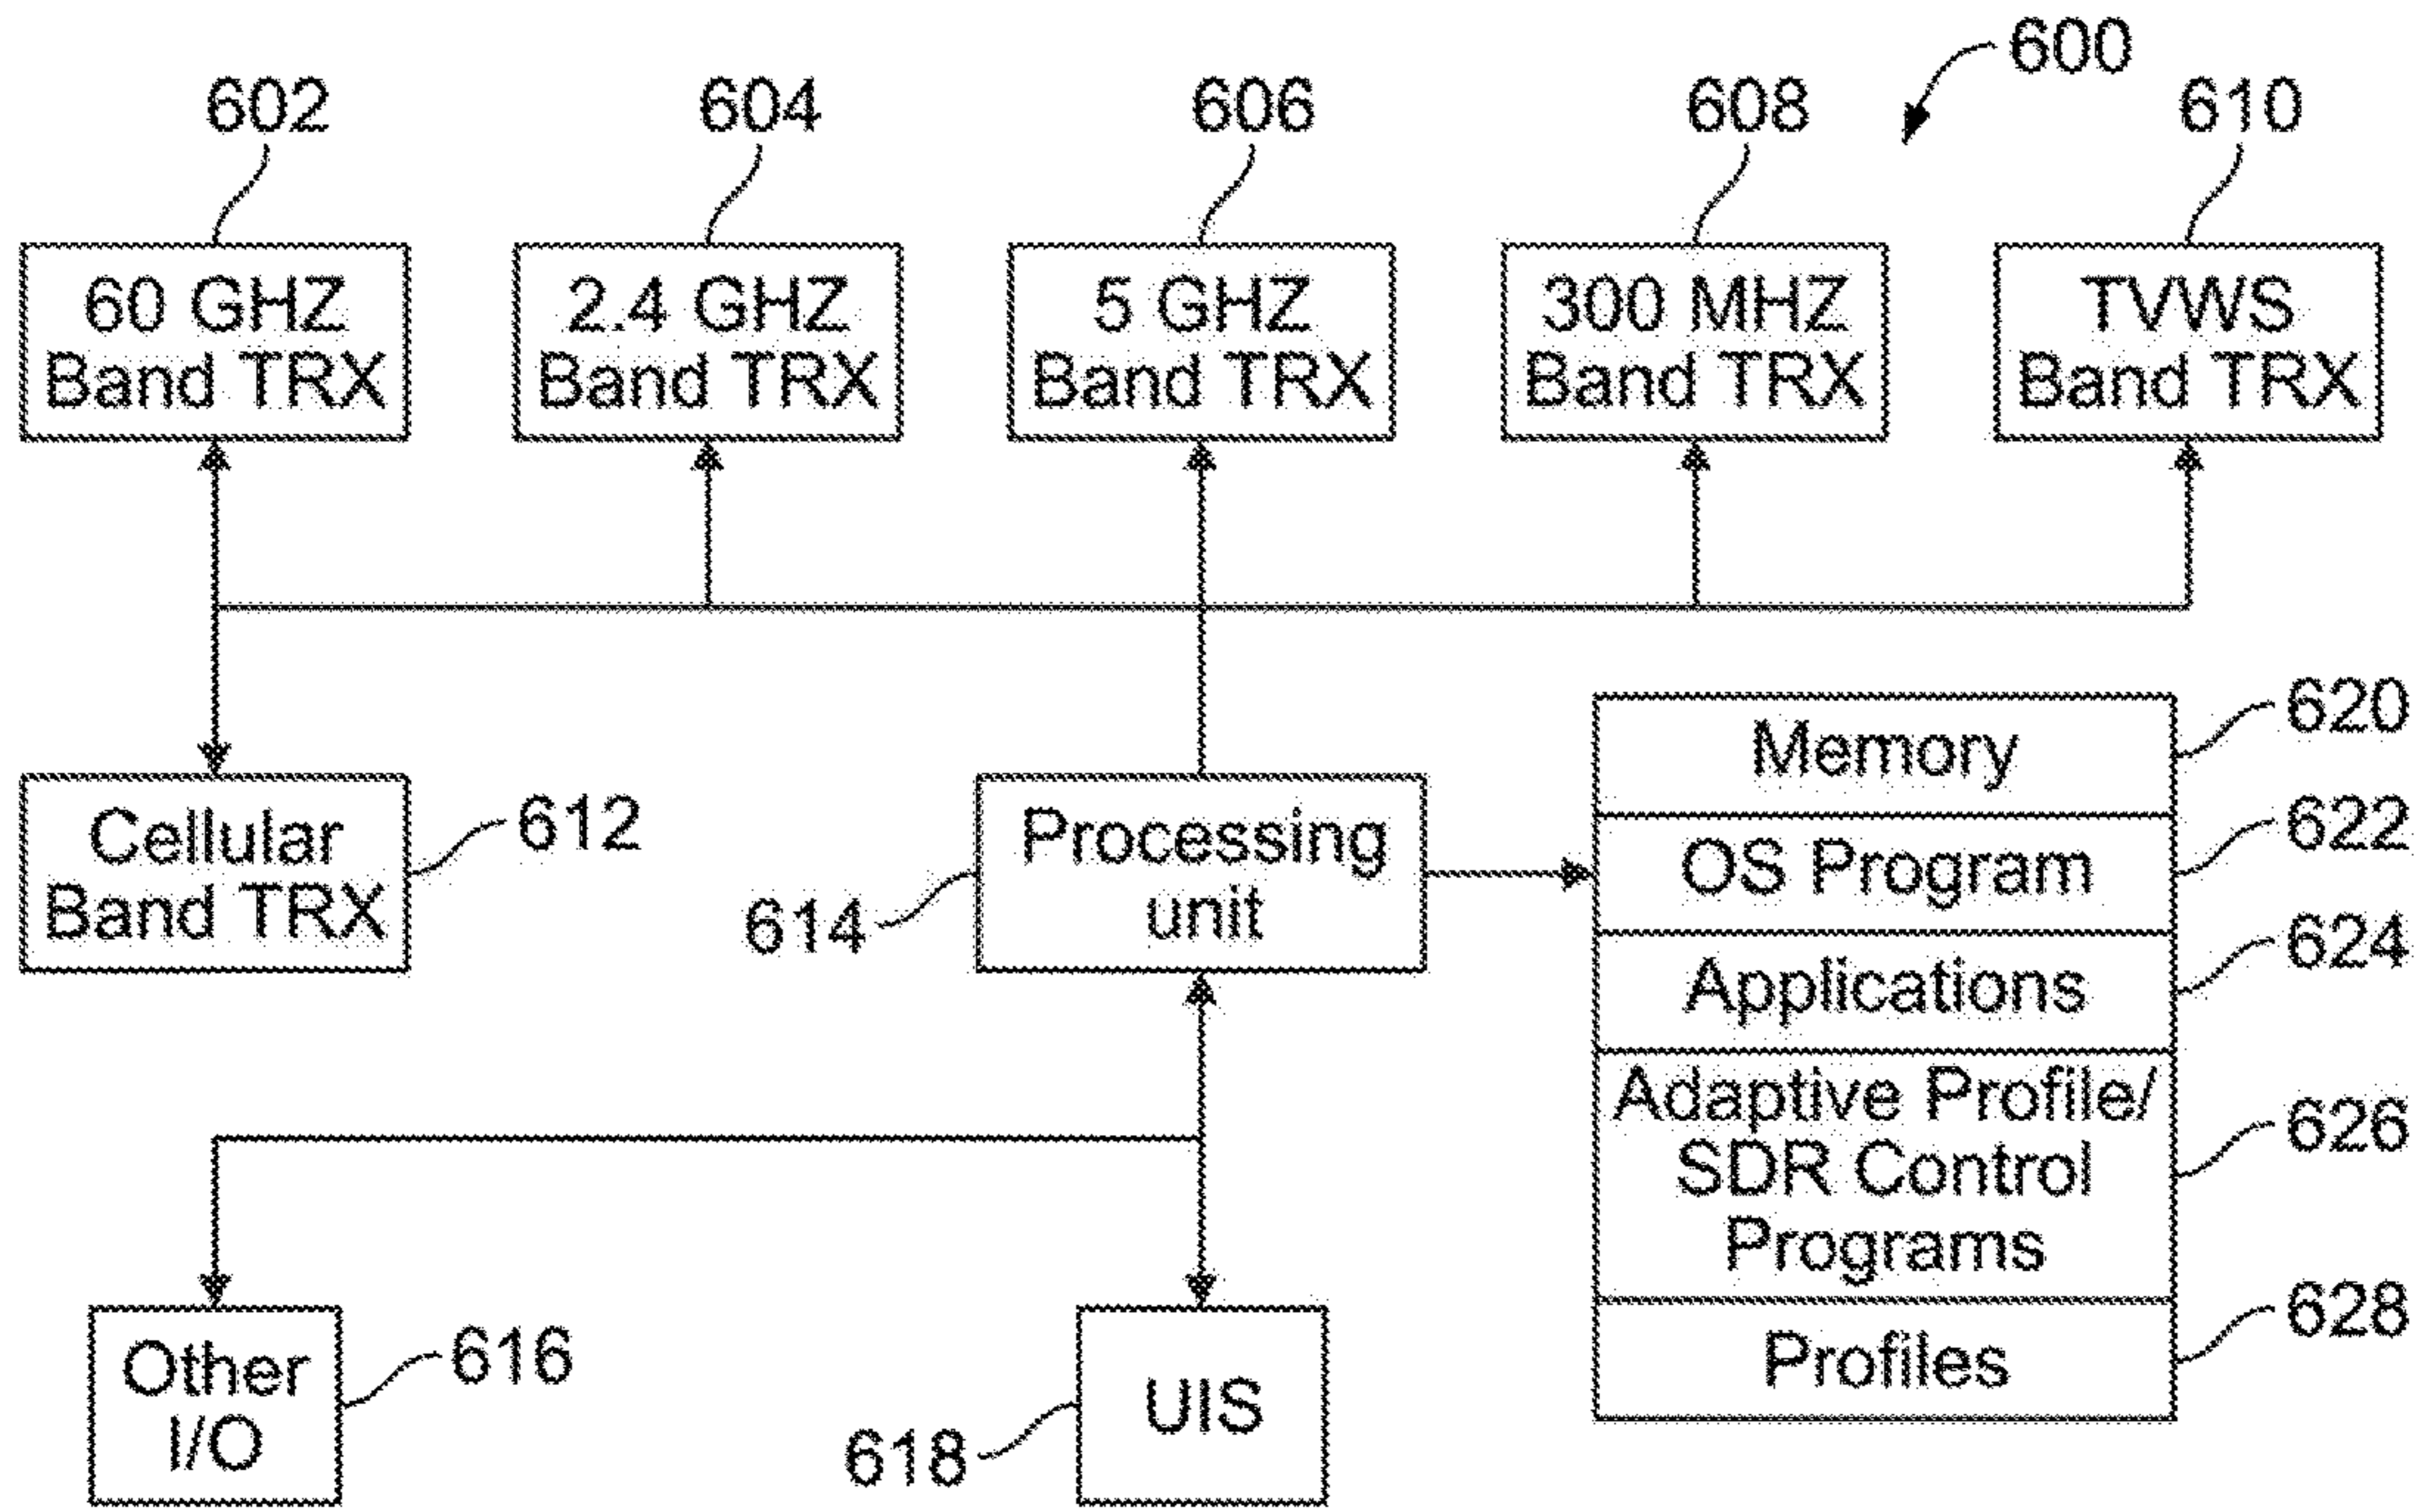 600
602
604
606
608
610
60 GHZ
Band TRX
2.4 GHZ
Band TRX
5 GHZ
Band TRX
300 MHZ
Band TRX
TVWS
Band TRX
Cellular
Band TRX
612
Processing
unit
614
Memory
620
OS Program
622
Applications
624
Adaptive Profile/
SDR Control
Programs
626
Profiles
628
Other
I/O
616
UIS
618